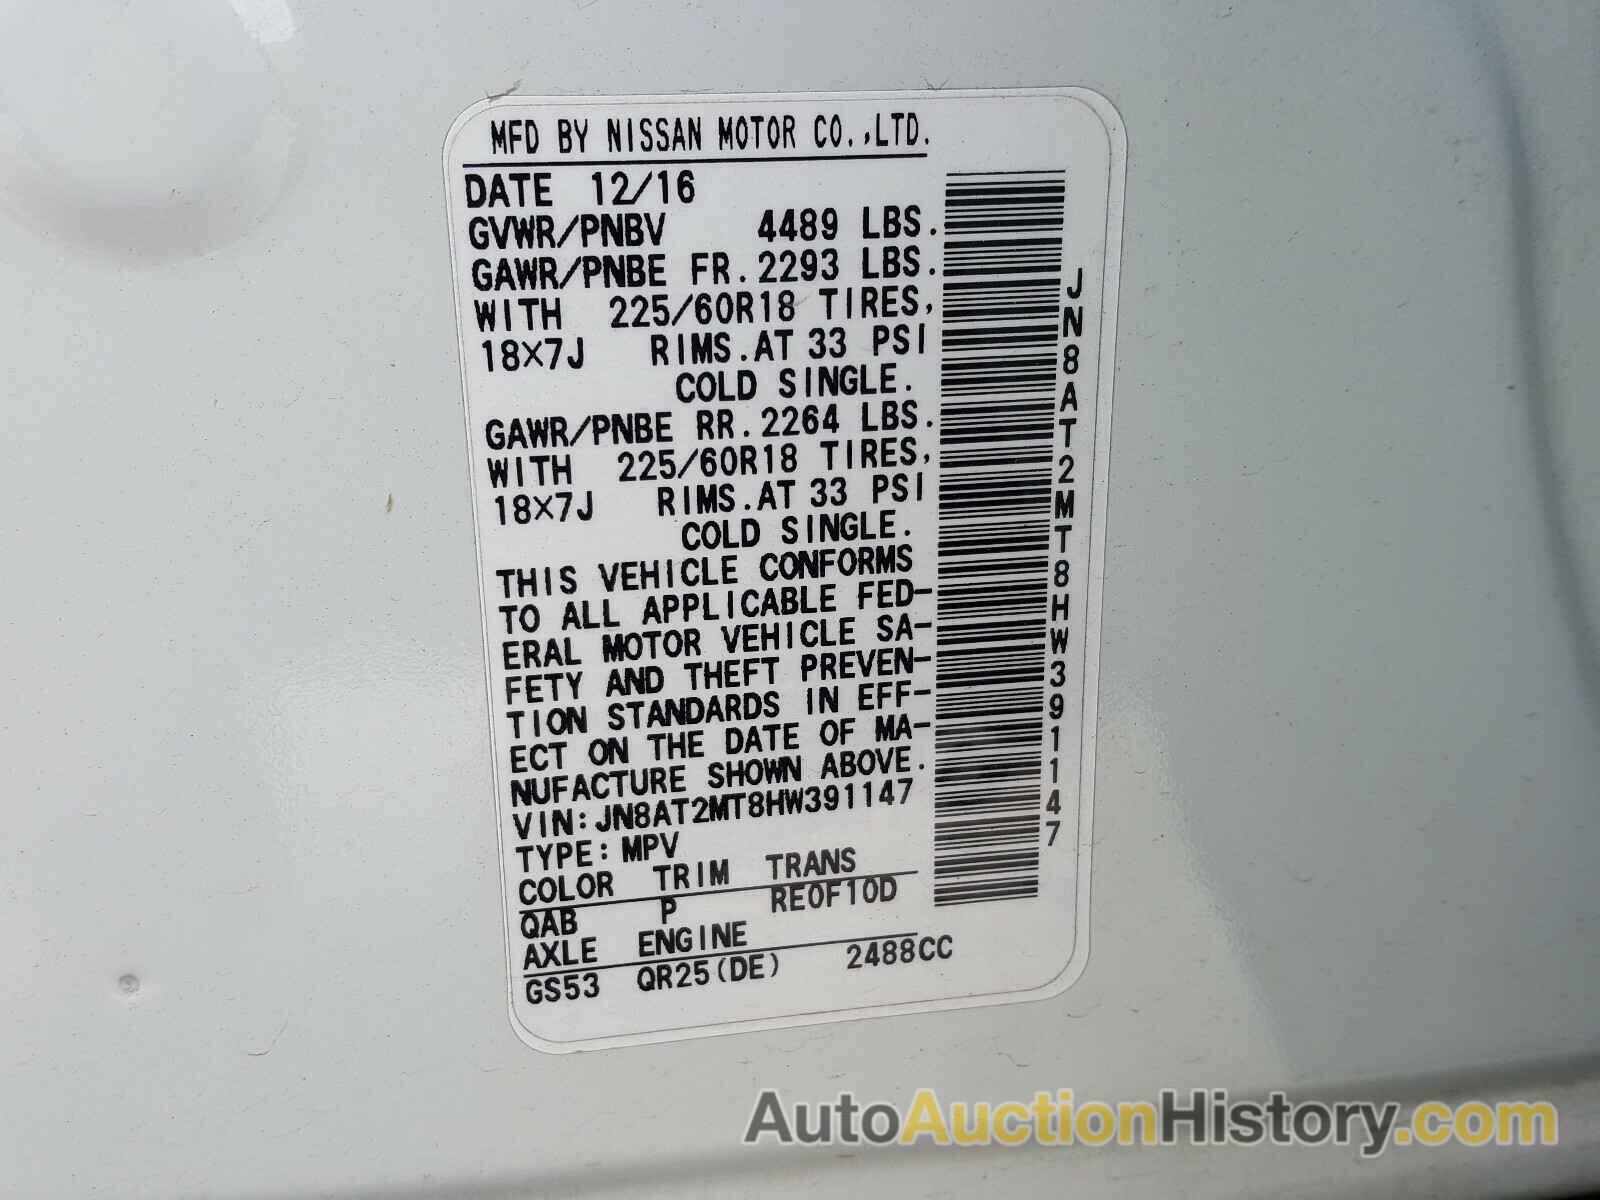 MFD BY NISSAN MOTOR CO.,LTD.
DATE 12/16
GVWR/PNBV 4489 LBS.
GAWR/PNBE FR.2293 LBS.
WITH 225/60R18 TIRES,
18X7J RIMS.AT 33 PSI
COLD SINGLE.
GAWR/PNBE RR.2264 LBS.
WITH 225/60R18 TIRES,
18X7J RIMS.AT 33 PSI
COLD SINGLE.
THIS VEHICLE CONFORMS
TO ALL APPLICABLE FED-
ERAL MOTOR VEHICLE SA-
FETY AND THEFT PREVEN-
TION STANDARDS IN EFF-
ECT ON THE DATE OF MA-
NUFACTURE SHOWN ABOVE.
VIN:JN8AT2MT8HW391147
TYPE:MPV
COLOR TRIM TRANS
QAB P RE0F10D
AXLE ENGINE
GS53 QR25(DE) 2488CC
JN8AT2MT8HW391147
AutoAuctionHistory.com